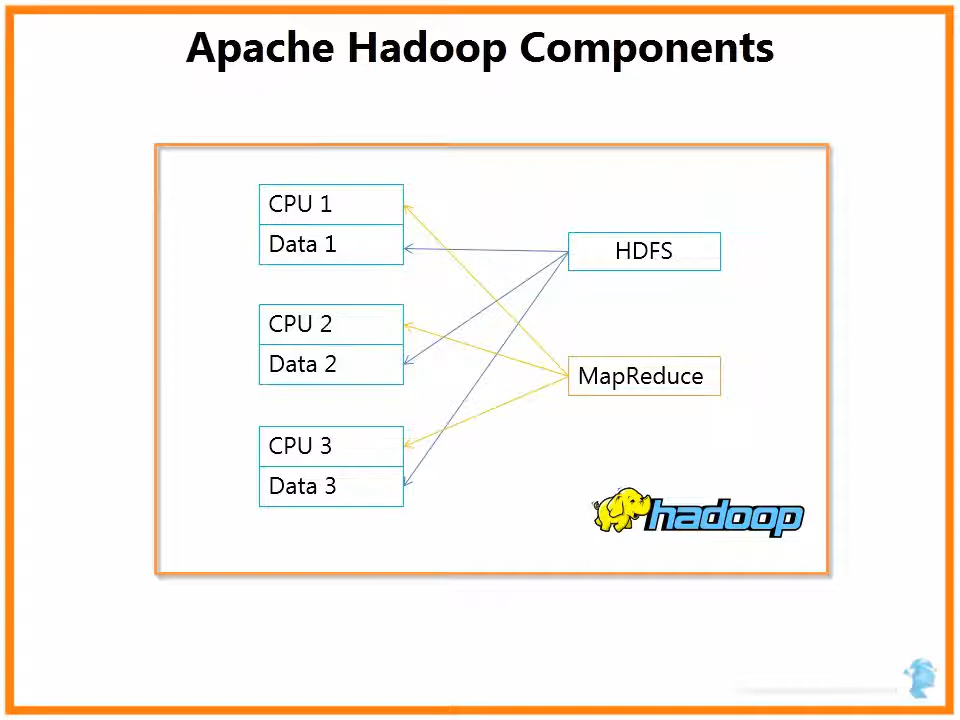 Apache Hadoop Components
CPU 1
Data 1
HDFS
CPU 2
Data 2
MapReduce
CPU 3
Data 3
hadoop